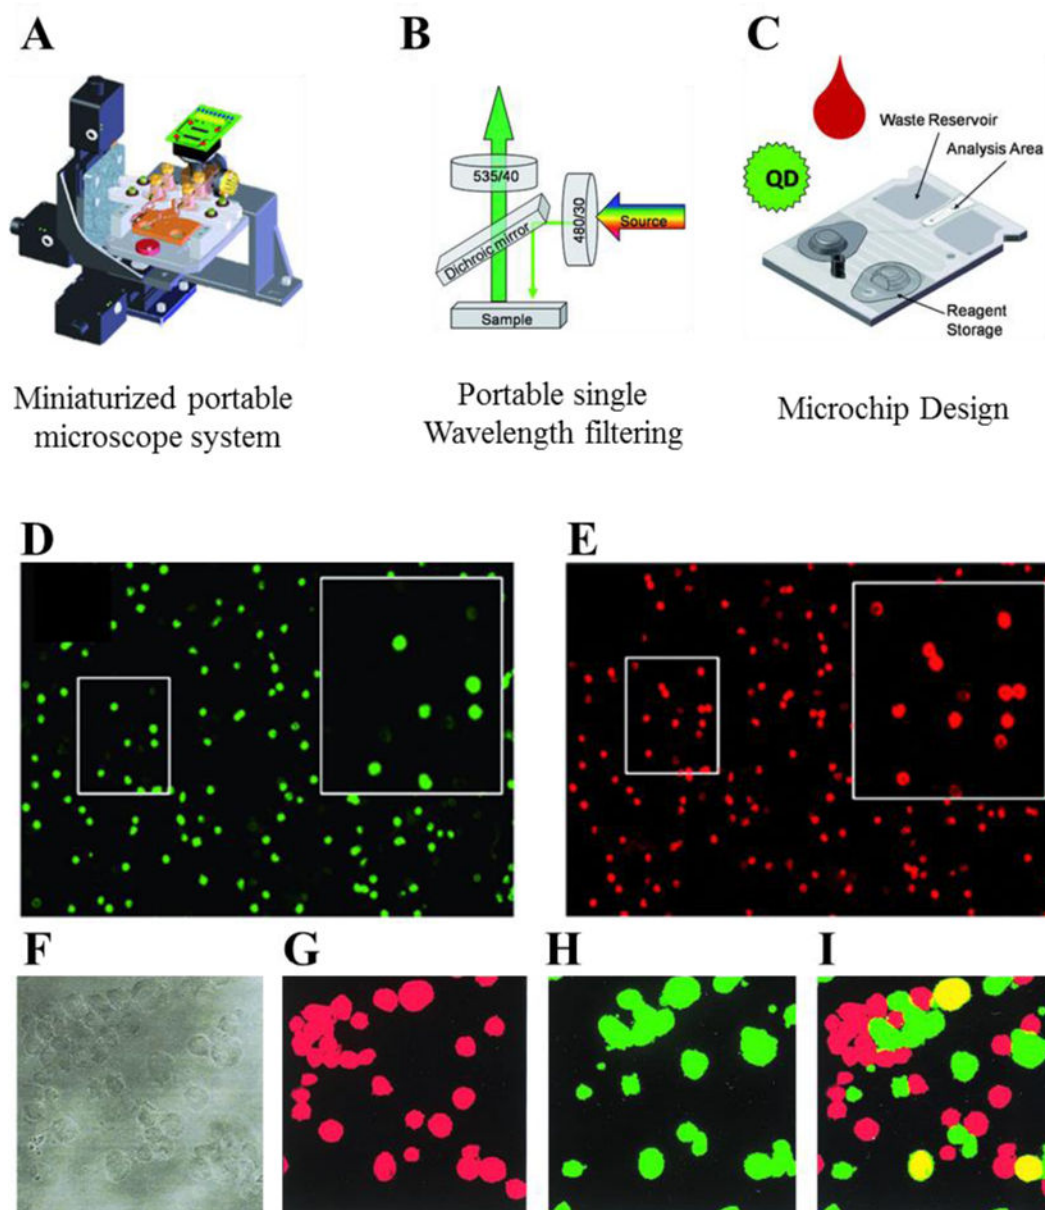 A
B
C
535/40
480/30
Source
Dichroic mirror
Sample
QD
Waste Reservoir
Analysis Area
Reagent
Storage
Miniaturized portable
microscope system
Portable single
Wavelength filtering
Microchip Design
D
E
F
G
H
I